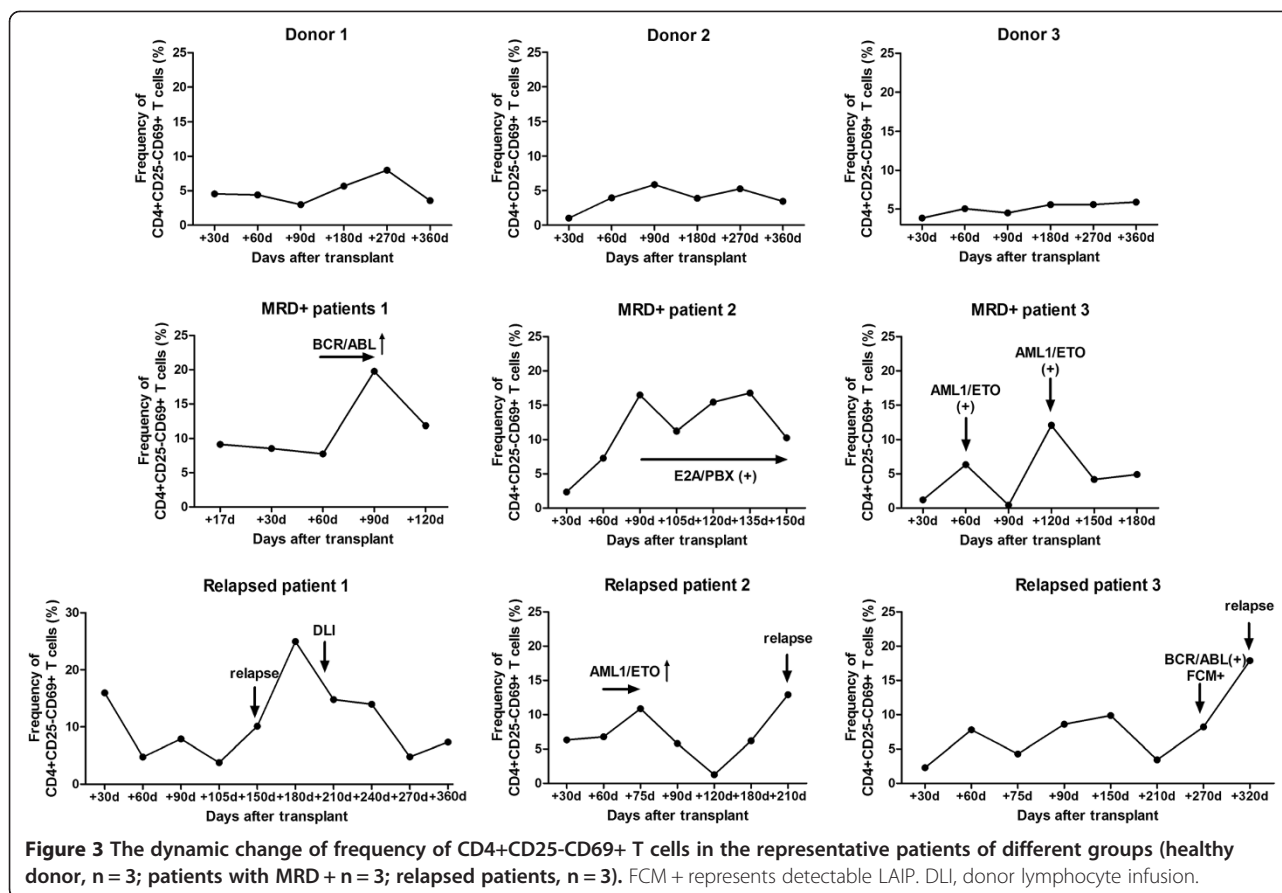 Donor 1
Frequency of
CD4+CD25-CD69+ T cells (%)
25
20
15
10
5
0
+30d +60d +90d +180d +270d +360d
Days after transplant
Donor 2
Frequency of
CD4+CD25-CD69+ T cells (%)
25
20
15
10
5
0
+30d +60d +90d +180d +270d +360d
Days after transplant
Donor 3
Frequency of
CD4+CD25-CD69+ T cells (%)
25
20
15
10
5
+30d +60d +90d +180d +270d +360d
Days after transplant
MRD+ patients 1
Frequency of
CD4+CD25-CD69+ T cells (%)
25
20
15
10
5
0
BCR/ABL
+17d +30d +60d +90d +120d
Days after transplant
MRD+ patient 2
Frequency of
CD4+CD25-CD69+ T cells (%)
25
20
15
10
5
0
E2A/PBX (+)
+30d +60d +90d +105d +120d +135d +150d
Days after transplant
MRD+ patient 3
Frequency of
CD4+CD25-CD69+ T cells (%)
25
20
15
10
5
0
AML1/ETO
(+)
AML1/ETO
(+)
+30d +60d +90d +120d +150d +180d
Days after transplant
Relapsed patient 1
Frequency of
CD4+CD25-CD69+ T cells (%)
30
20
10
0
relapse
DLI
+30d +60d +90d +105d +150d +180d +210d +240d +270d +360d
Days after transplant
Relapsed patient 2
Frequency of
CD4+CD25-CD69+ T cells (%)
25
20
15
10
5
0
AML1/ETO
relapse
+30d +60d +75d +90d +120d +180d +210d
Days after transplant
Relapsed patient 3
Frequency of
CD4+CD25-CD69+ T cells (%)
25
20
15
10
5
0
relapse
BCR/ABL(+)
FCM+
+30d +60d +75d +90d +150d +210d +270d +320d
Days after transplant
Figure 3 The dynamic change of frequency of CD4+CD25-CD69+ T cells in the representative patients of different groups (healthy
donor, n = 3; patients with MRD + n = 3; relapsed patients, n = 3). FCM + represents detectable LAIP. DLI, donor lymphocyte infusion.